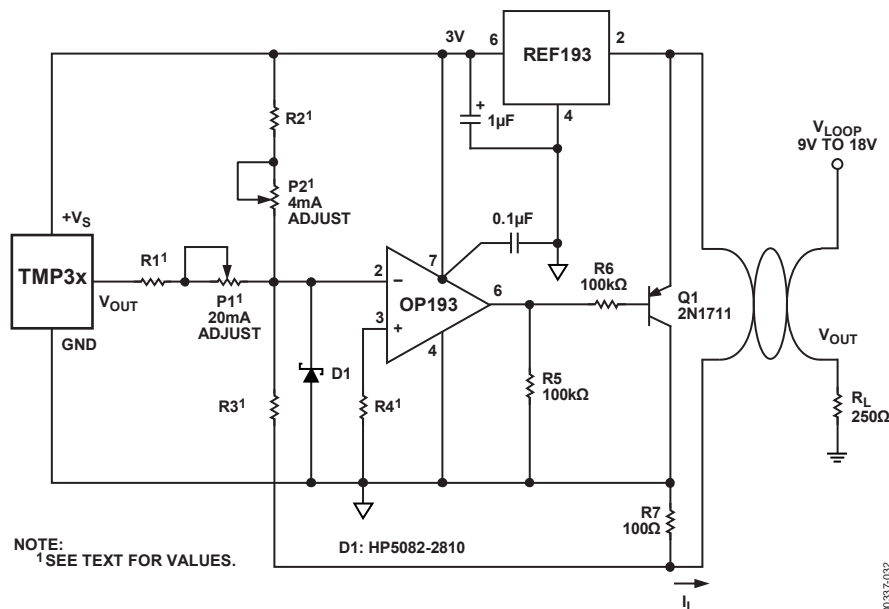 3V
6
REF193
2
4
R2¹
+
1µF
P2¹
4mA
ADJUST
V_LOOP
9V TO 18V
+V_S
0.1µF
TMP3x
V_OUT
R1¹
P1¹
20mA
ADJUST
2
−
7
OP193
6
3
+
4
R6
100kΩ
Q1
2N1711
V_OUT
GND
D1
R3¹
R4¹
R5
100kΩ
R_L
250Ω
R7
100Ω
NOTE:
¹SEE TEXT FOR VALUES.
D1: HP5082-2810
I_L
00337-032